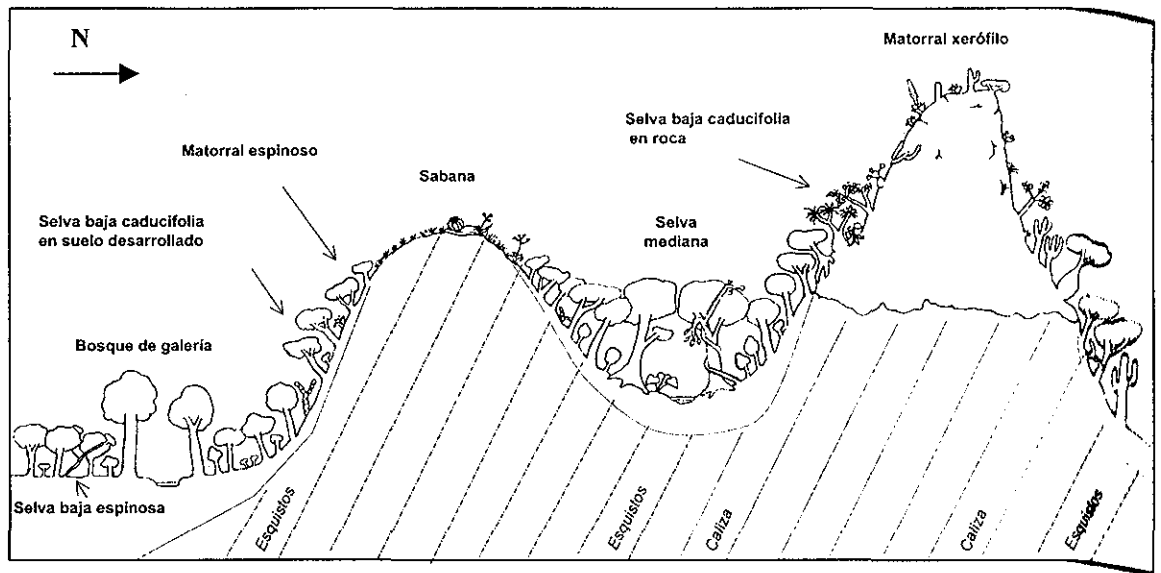 N
Matorral xerófilo
Selva baja caducifolia
en roca
Matorral espinoso
Sabana
Selva baja caducifolia
en suelo desarrollado
Selva
mediana
Bosque de galería
Selva baja espinosa
Esquistos
Esquistos
Caliza
Caliza
Esquistos